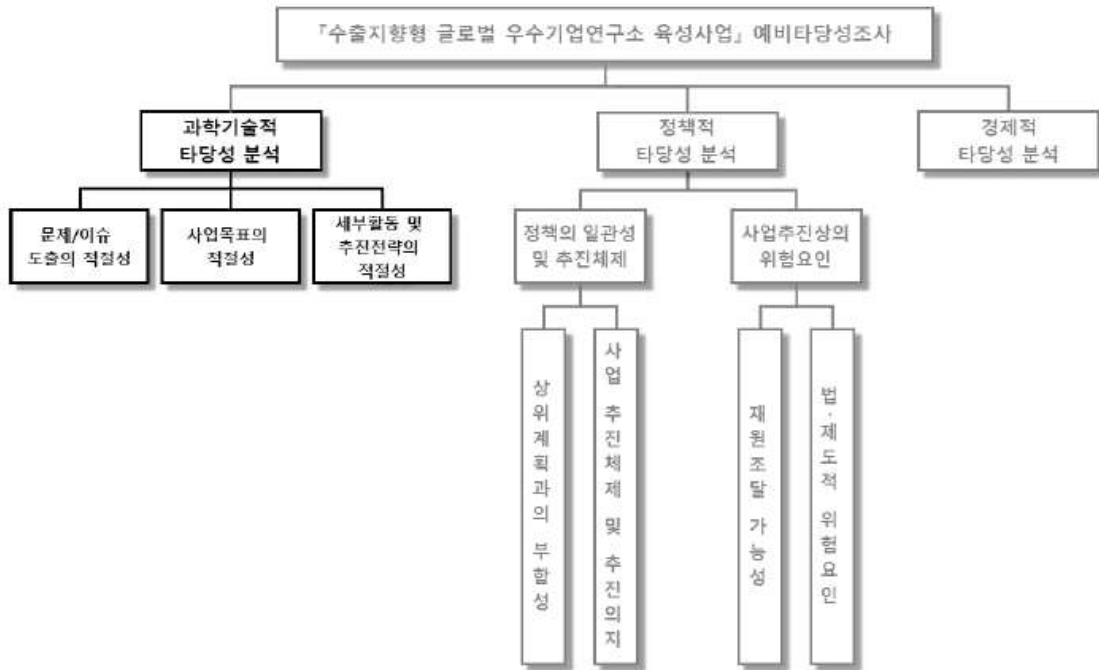 『수출지향형 글로벌 우수기업연구소 육성사업』 예비타당성조사
과학기술적
타당성 분석
정책적
타당성 분석
경제적
타당성 분석
문제/이슈
도출의 적절성
사업목표의
적절성
세부활동 및
추진전략의
적절성
정책의 일관성
및 추진체제
사업추진상의
위험요인
상위계획과의 부합성
사업 추진체제 및 추진의지
재원조달 가능성
법·제도적 위험요인